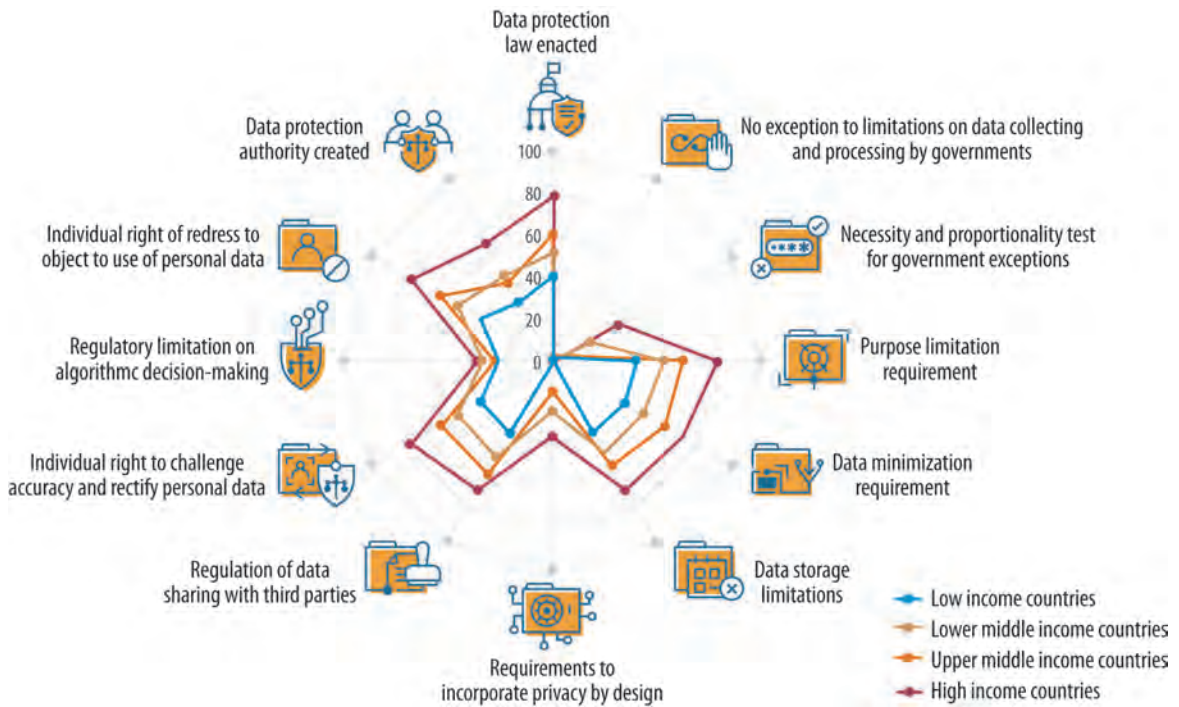 Data protection
law enacted
Data protection
authority created
No exception to limitations on data collecting
and processing by governments
100
80
60
40
20
0
Individual right of redress to
object to use of personal data
Necessity and proportionality test
for government exceptions
****
Regulatory limitation on
algorithmc decision-making
Purpose limitation
requirement
Individual right to challenge
accuracy and rectify personal data
Data minimization
requirement
Regulation of data
sharing with third parties
Data storage
limitations
Requirements to
incorporate privacy by design
Low income countries
Lower middle income countries
Upper middle income countries
High income countries